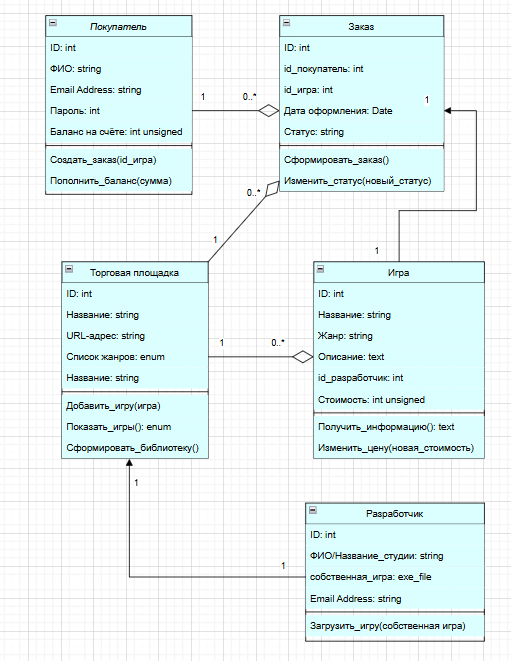 Покупатель
ID: int
ФИО: string
Email Address: string
Пароль: int
Баланс на счёте: int unsigned
Создать_заказ(id_игра)
Пополнить_баланс(сумма)
1
0..*
Заказ
ID: int
id_покупатель: int
id_игра: int
Дата оформления: Date
Статус: string
Сформировать_заказ()
Изменить_статус(новый_статус)
1
0..*
1
1
Торговая площадка
ID: int
Название: string
URL-адрес: string
Список жанров: enum
Название: string
Добавить_игру(игра)
Показать_игры(): enum
Сформировать_библиотеку()
1
0..*
Игра
ID: int
Название: string
Жанр: string
Описание: text
id_разработчик: int
Стоимость: int unsigned
Получить_информацию(): text
Изменить_цену(новая_стоимость)
1
1
Разработчик
ID: int
ФИО/Название_студии: string
собственная_игра: exe_file
Email Address: string
Загрузить_игру(собственная игра)